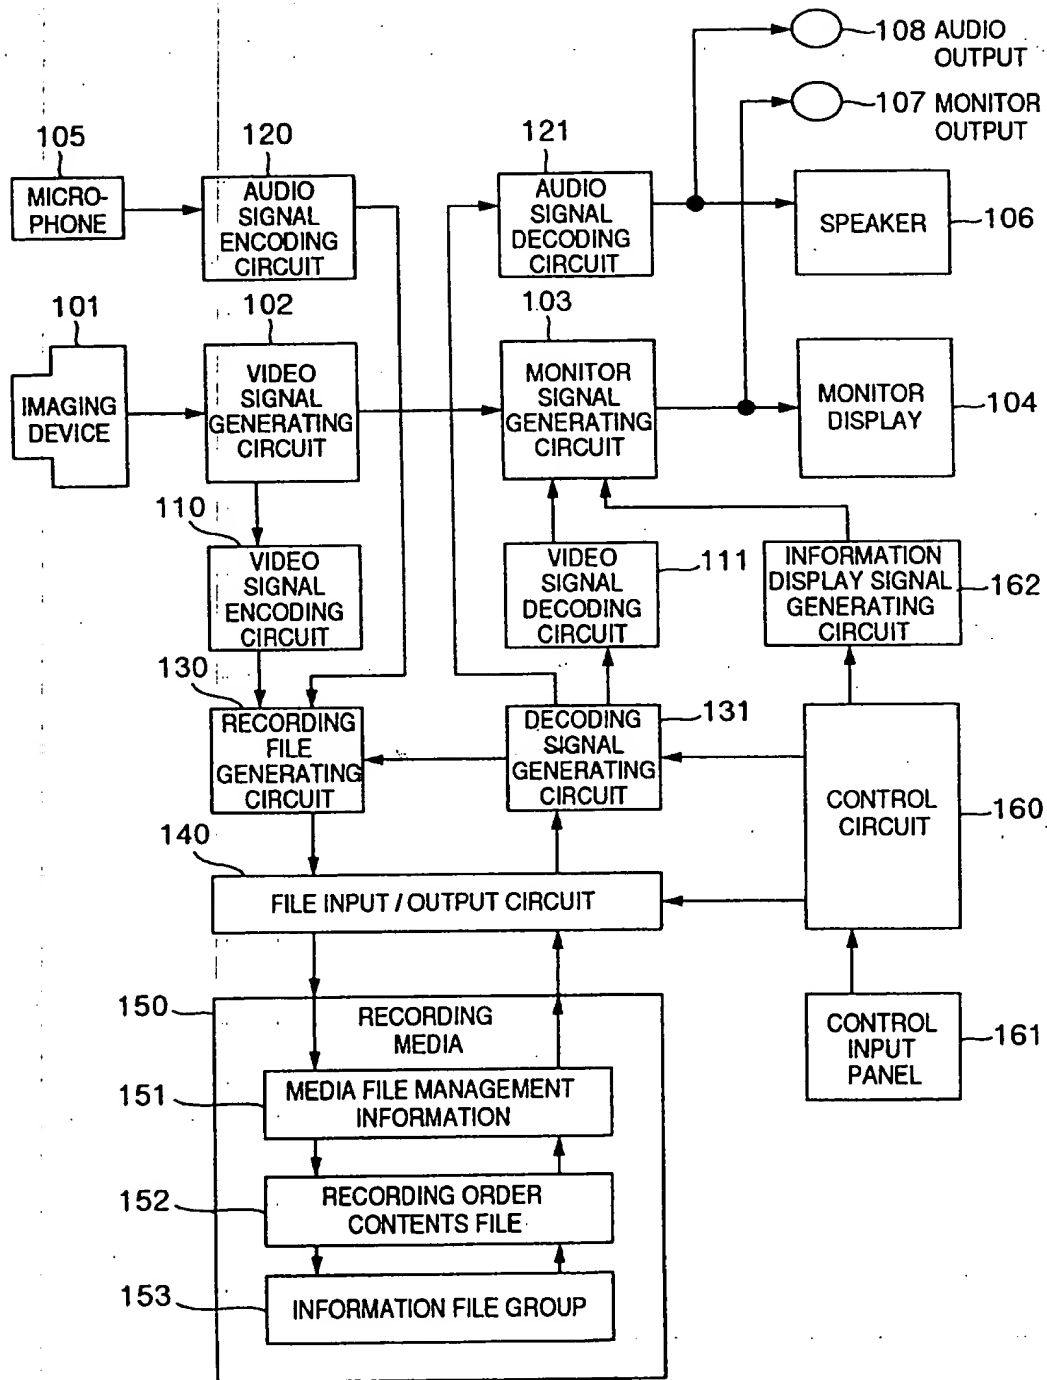 108 AUDIO
OUTPUT
107 MONITOR
OUTPUT
105
MICRO-
PHONE
120
AUDIO
SIGNAL
ENCODING
CIRCUIT
121
AUDIO
SIGNAL
DECODING
CIRCUIT
SPEAKER
106
101
IMAGING
DEVICE
102
VIDEO
SIGNAL
GENERATING
CIRCUIT
103
MONITOR
SIGNAL
GENERATING
CIRCUIT
MONITOR
DISPLAY
104
110
VIDEO
SIGNAL
ENCODING
CIRCUIT
VIDEO
SIGNAL
DECODING
CIRCUIT
111
INFORMATION
DISPLAY SIGNAL
GENERATING
CIRCUIT
162
130
RECORDING
FILE
GENERATING
CIRCUIT
DECODING
SIGNAL
GENERATING
CIRCUIT
131
CONTROL
CIRCUIT
160
140
FILE INPUT / OUTPUT CIRCUIT
150
RECORDING
MEDIA
CONTROL
INPUT
PANEL
161
151
MEDIA FILE MANAGEMENT
INFORMATION
152
RECORDING ORDER
CONTENTS FILE
153
INFORMATION FILE GROUP